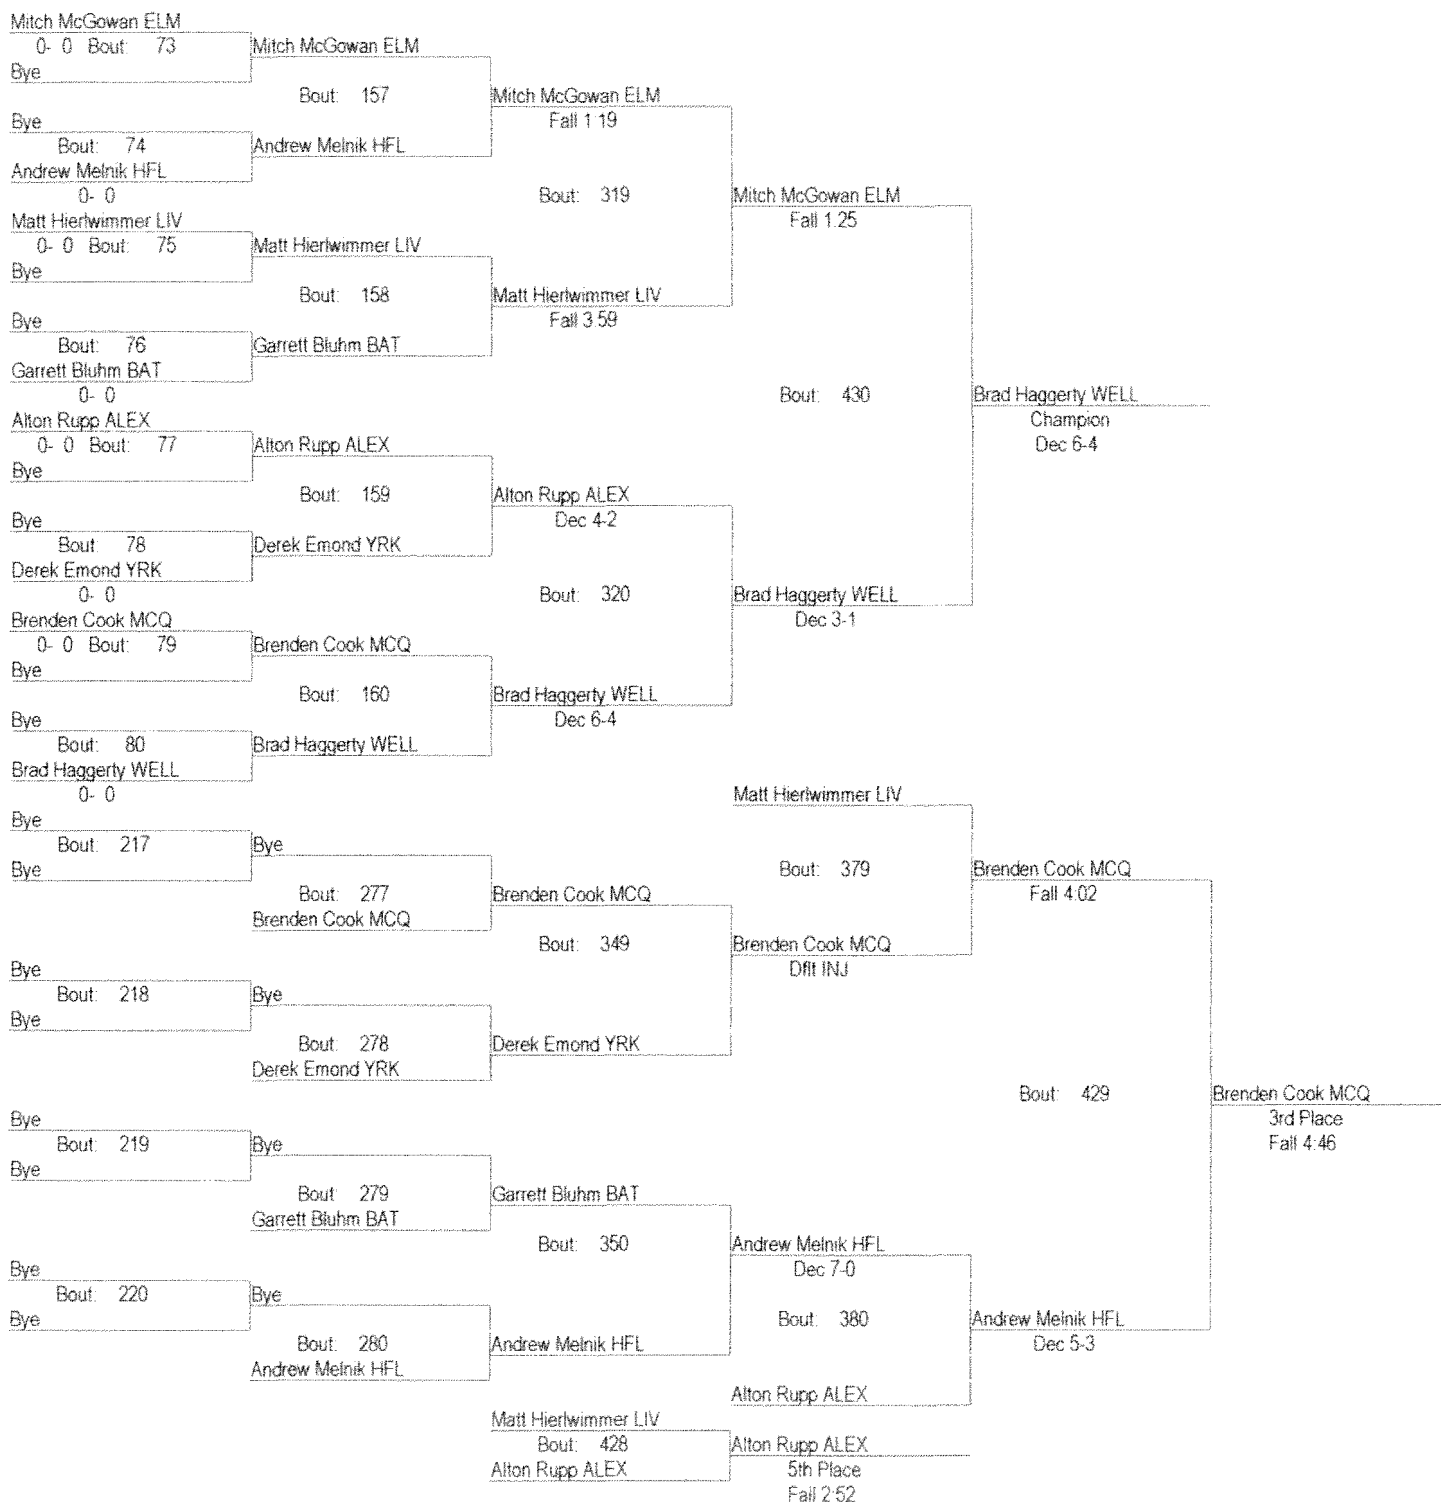 Mitch McGowan ELM
0- 0 Bout: 73
Mitch McGowan ELM
Bye
Bout: 157
Mitch McGowan ELM
Fall 1:19
Bye
Bout: 74
Andrew Melnik HFL
Andrew Melnik HFL
0- 0
Bout: 319
Mitch McGowan ELM
Fall 1:25
Matt Hierlwimmer LIV
0- 0 Bout: 75
Matt Hierlwimmer LIV
Bye
Bout: 158
Matt Hierlwimmer LIV
Fall 3:59
Bye
Bout: 76
Garrett Bluhm BAT
Garrett Bluhm BAT
0- 0
Bout: 430
Brad Haggerty WELL
Champion
Dec 6-4
Alton Rupp ALEX
0- 0 Bout: 77
Alton Rupp ALEX
Bye
Bout: 159
Alton Rupp ALEX
Dec 4-2
Bye
Bout: 78
Derek Emond YRK
Derek Emond YRK
0- 0
Bout: 320
Brad Haggerty WELL
Dec 3-1
Brenden Cook MCQ
0- 0 Bout: 79
Brenden Cook MCQ
Bye
Bout: 160
Brad Haggerty WELL
Dec 6-4
Bye
Bout: 80
Brad Haggerty WELL
Brad Haggerty WELL
0- 0
Matt Hierlwimmer LIV
Bye
Bout: 217
Bye
Bye
Bout: 277
Brenden Cook MCQ
Brenden Cook MCQ
Bout: 379
Brenden Cook MCQ
Fall 4:02
Bout: 349
Brenden Cook MCQ
Dflt INJ
Bye
Bout: 218
Bye
Bye
Bout: 278
Derek Emond YRK
Derek Emond YRK
Bout: 429
Brenden Cook MCQ
3rd Place
Fall 4:46
Bye
Bout: 219
Bye
Bye
Bout: 279
Garrett Bluhm BAT
Garrett Bluhm BAT
Bout: 350
Andrew Melnik HFL
Dec 7-0
Bye
Bout: 220
Bye
Bye
Bout: 280
Andrew Melnik HFL
Andrew Melnik HFL
Bout: 380
Andrew Melnik HFL
Dec 5-3
Alton Rupp ALEX
Matt Hierlwimmer LIV
Bout: 428
Alton Rupp ALEX
Alton Rupp ALEX
5th Place
Fall 2:52